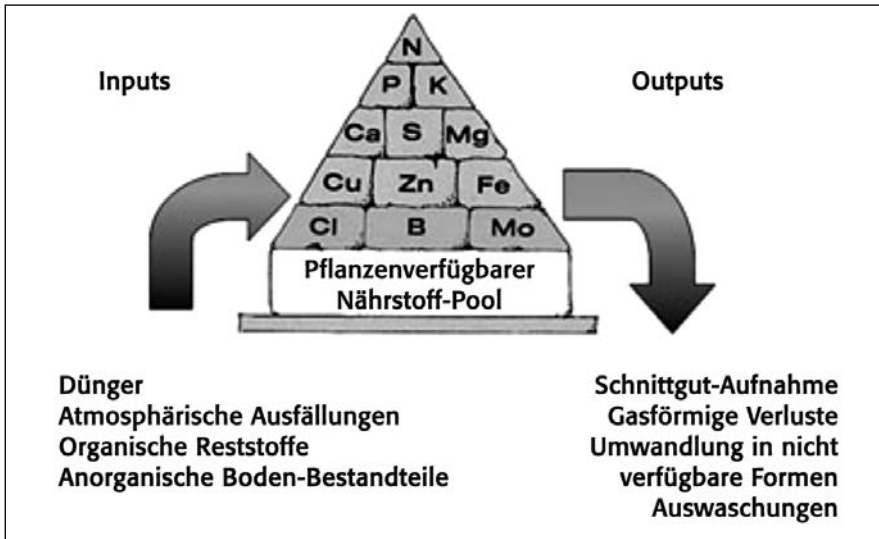 Inputs
Outputs
N
P K
Ca S Mg
Cu Zn Fe
Cl B Mo
Pflanzenverfügbarer
Nährstoff-Pool
Dünger
Atmosphärische Ausfällungen
Organische Reststoffe
Anorganische Boden-Bestandteile
Schnittgut-Aufnahme
Gasförmige Verluste
Umwandlung in nicht
verfügbare Formen
Auswaschungen